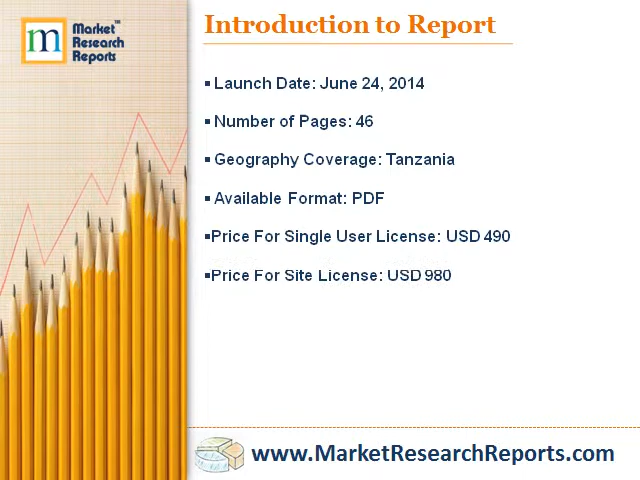 m
Market™
Research
Reports
Introduction to Report
▪ Launch Date: June 24, 2014
▪ Number of Pages: 46
▪ Geography Coverage: Tanzania
▪ Available Format: PDF
▪Price For Single User License: USD 490
▪Price For Site License: USD 980
www.MarketResearchReports.com